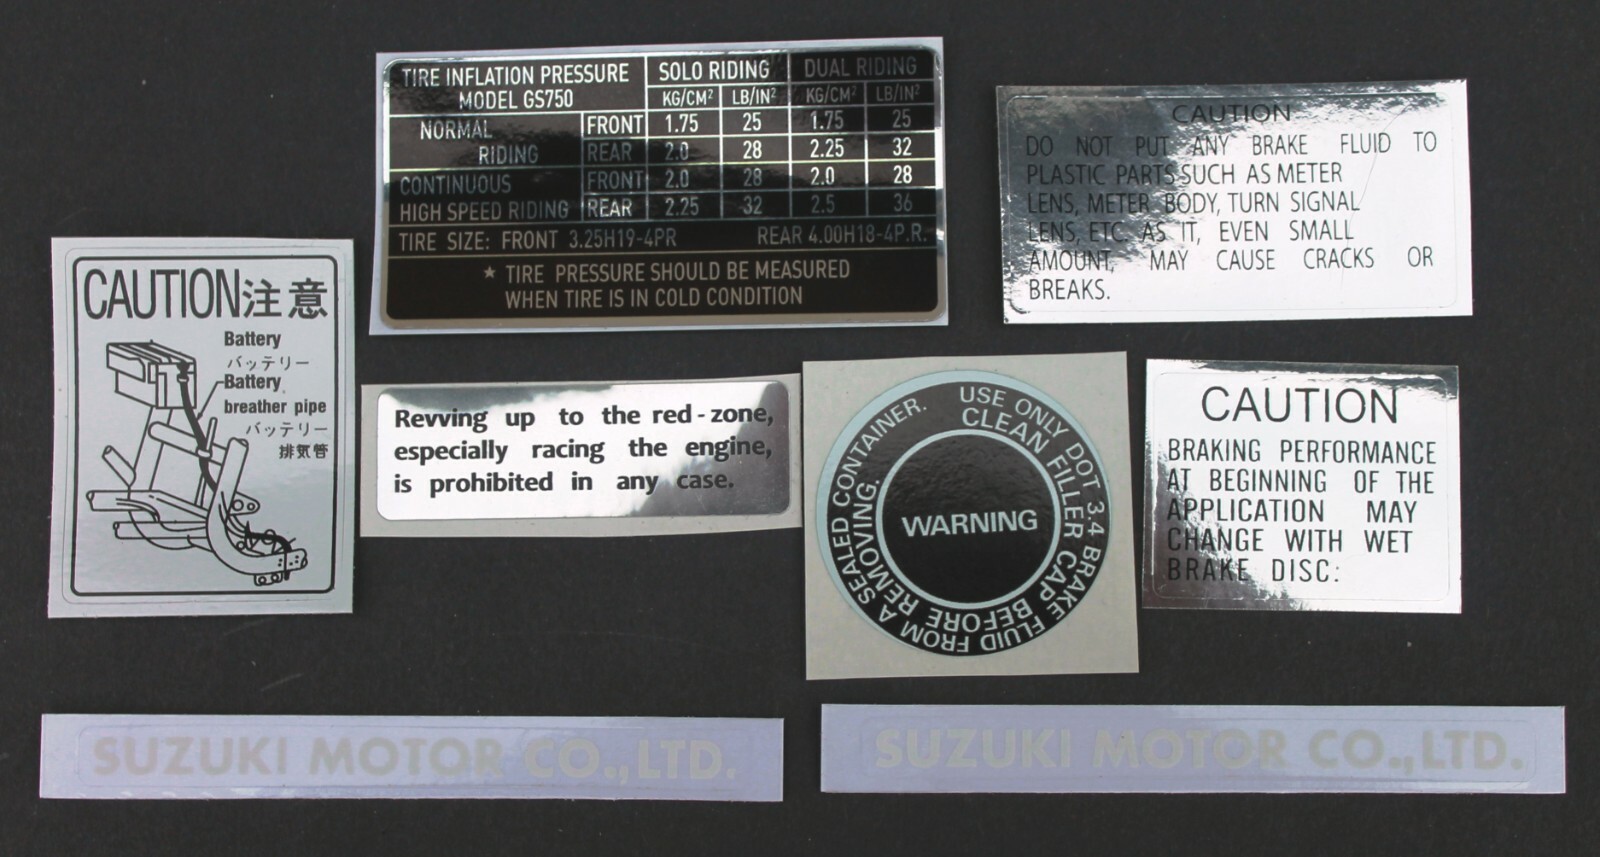 TIRE INFLATION PRESSURE SOLO RIDING DUAL RIDING
MODEL GS750 KG/CM² LB/IN² KG/CM² LB/IN²
NORMAL FRONT 1.75 25 1.75 25
RIDING REAR 2.0 28 2.25 32
CONTINUOUS FRONT 2.0 28 2.0 28
HIGH SPEED RIDING REAR 2.25 32 2.5 36
TIRE SIZE: FRONT 3.25H19-4PR REAR 4.00H18-4P.R.
★ TIRE PRESSURE SHOULD BE MEASURED
WHEN TIRE IS IN COLD CONDITION
CAUTION
DO NOT PUT ANY BRAKE FLUID TO
PLASTIC PARTS SUCH AS METER
LENS, METER BODY, TURN SIGNAL
LENS, ETC. AS IT, EVEN SMALL
AMOUNT, MAY CAUSE CRACKS OR
BREAKS.
CAUTION注意
Battery
バッテリー
Battery
breather pipe
バッテリー
排気管
Revving up to the red-zone,
especially racing the engine,
is prohibited in any case.
USE ONLY DOT 3.4 BRAKE FLUID FROM A SEALED CONTAINER.
CLEAN FILLER CAP BEFORE REMOVING.
WARNING
CAUTION
BRAKING PERFORMANCE
AT BEGINNING OF THE
APPLICATION MAY
CHANGE WITH WET
BRAKE DISC:
SUZUKI MOTOR CO.,LTD.
SUZUKI MOTOR CO.,LTD.